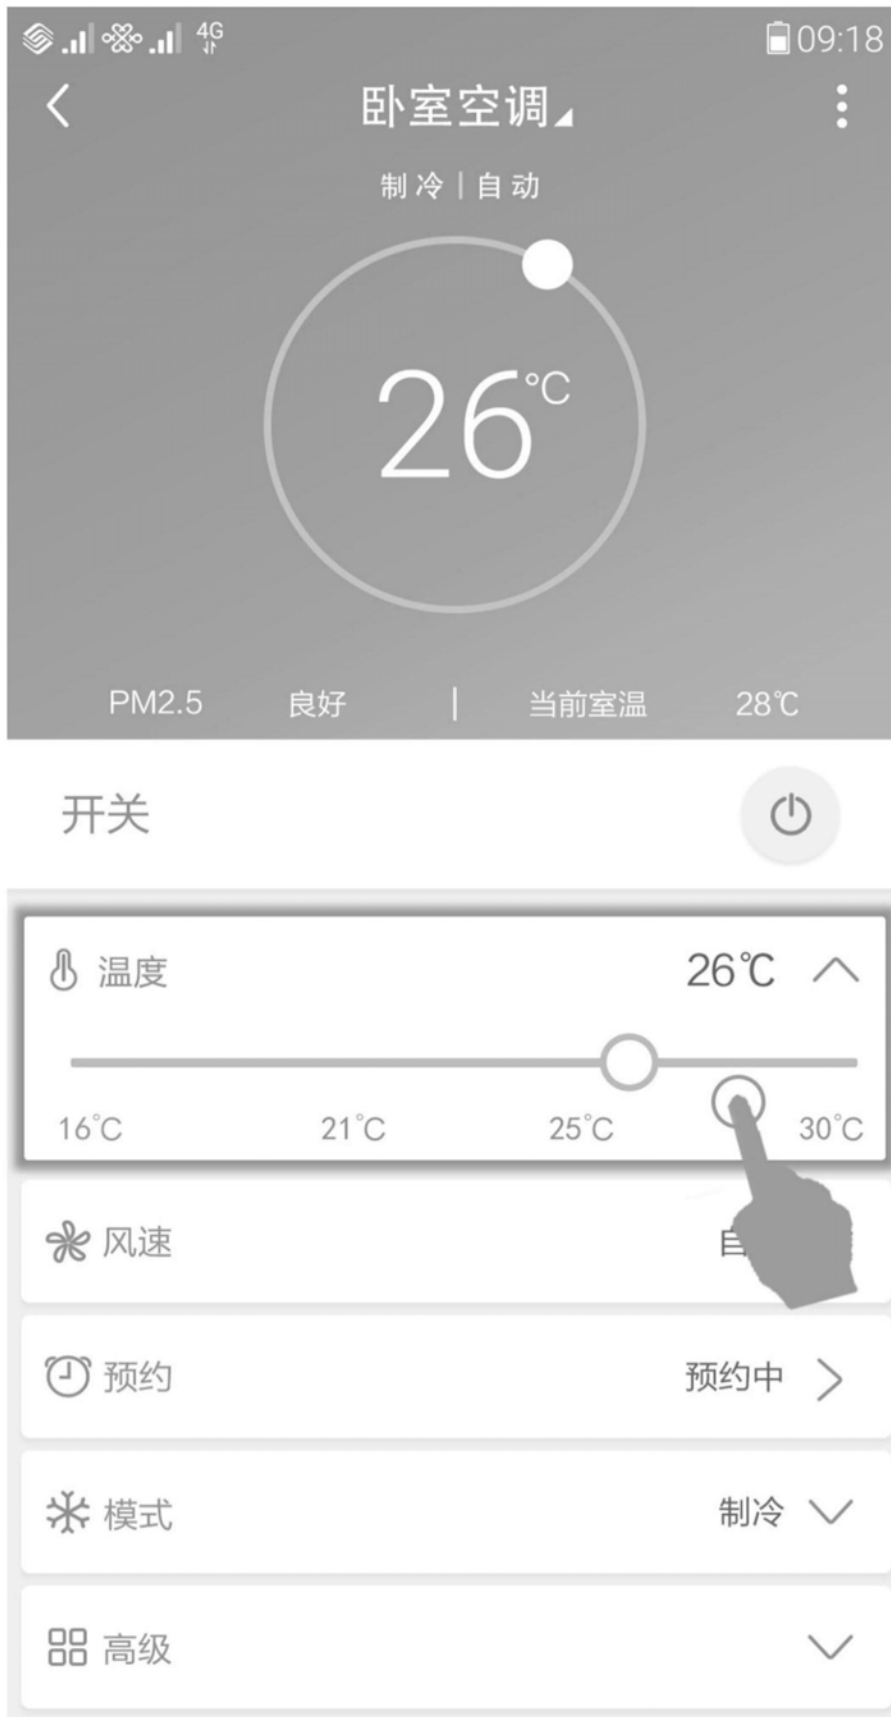 4G 09:18
卧室空调
制冷|自动
26℃
PM2.5 良好 | 当前室温 28℃
开关
温度 26℃
16℃ 21℃ 25℃ 30℃
风速
预约 预约中
模式 制冷
高级